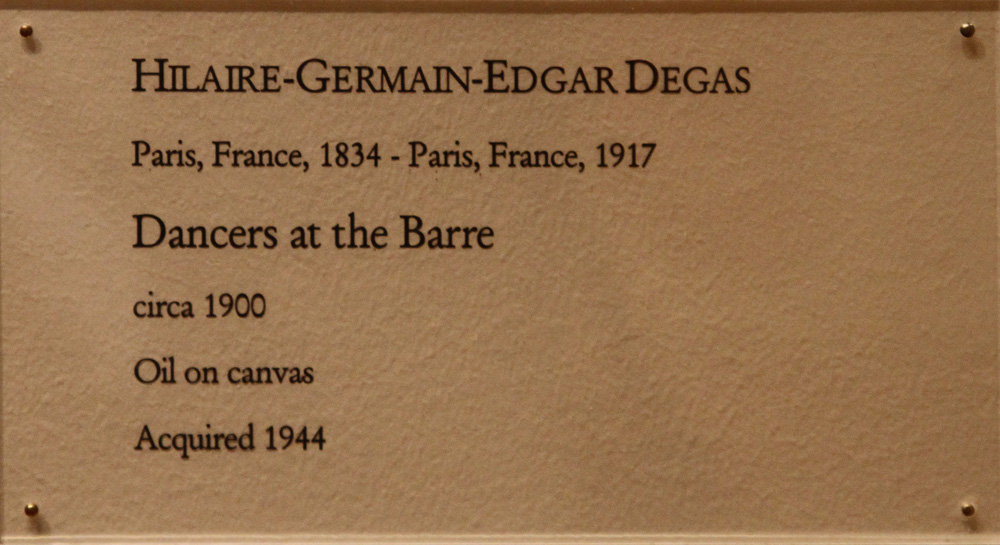 HILAIRE-GERMAIN-EDGAR DEGAS
Paris, France, 1834 - Paris, France, 1917
Dancers at the Barre
circa 1900
Oil on canvas
Acquired 1944